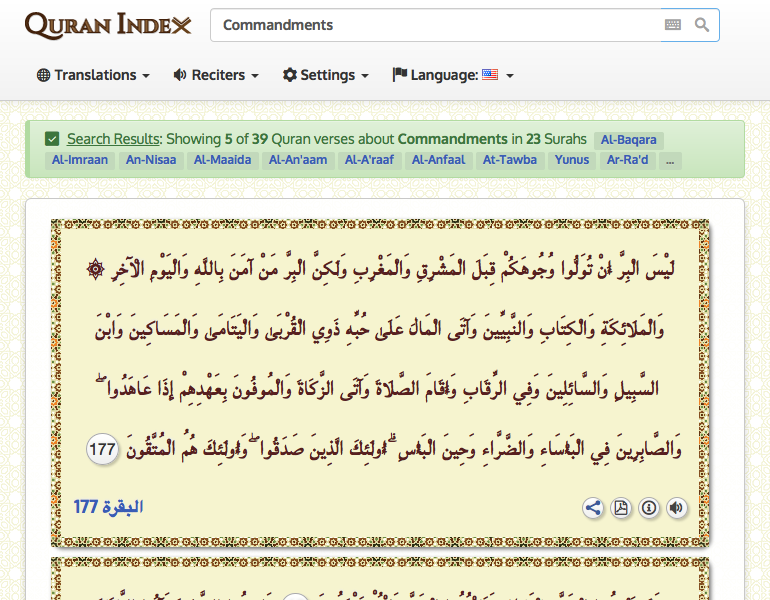 QURAN INDEX
Commandments
Translations
Reciters
Settings
Language:
Search Results: Showing 5 of 39 Quran verses about Commandments in 23 Surahs Al-Baqara
Al-Imraan An-Nisaa Al-Maaida Al-An'aam Al-A'raaf Al-Anfaal At-Tawba Yunus Ar-Ra'd ...
۞ لَيْسَ الْبِرَّ أَنْ تُوَلُّوا وُجُوهَكُمْ قِبَلَ الْمَشْرِقِ وَالْمَغْرِبِ وَلَٰكِنَّ الْبِرَّ مَنْ آمَنَ بِاللَّهِ وَالْيَوْمِ الْآخِرِ
وَالْمَلَائِكَةِ وَالْكِتَابِ وَالنَّبِيِّينَ وَآتَى الْمَالَ عَلَىٰ حُبِّهِ ذَوِي الْقُرْبَىٰ وَالْيَتَامَىٰ وَالْمَسَاكِينَ وَابْنَ
السَّبِيلِ وَالسَّائِلِينَ وَفِي الرِّقَابِ وَأَقَامَ الصَّلَاةَ وَآتَى الزَّكَاةَ وَالْمُوفُونَ بِعَهْدِهِمْ إِذَا عَاهَدُوا ۖ
وَالصَّابِرِينَ فِي الْبَأْسَاءِ وَالضَّرَّاءِ وَحِينَ الْبَأْسِ ۗ أُولَٰئِكَ الَّذِينَ صَدَقُوا ۖ وَأُولَٰئِكَ هُمُ الْمُتَّقُونَ 177
البقرة 177